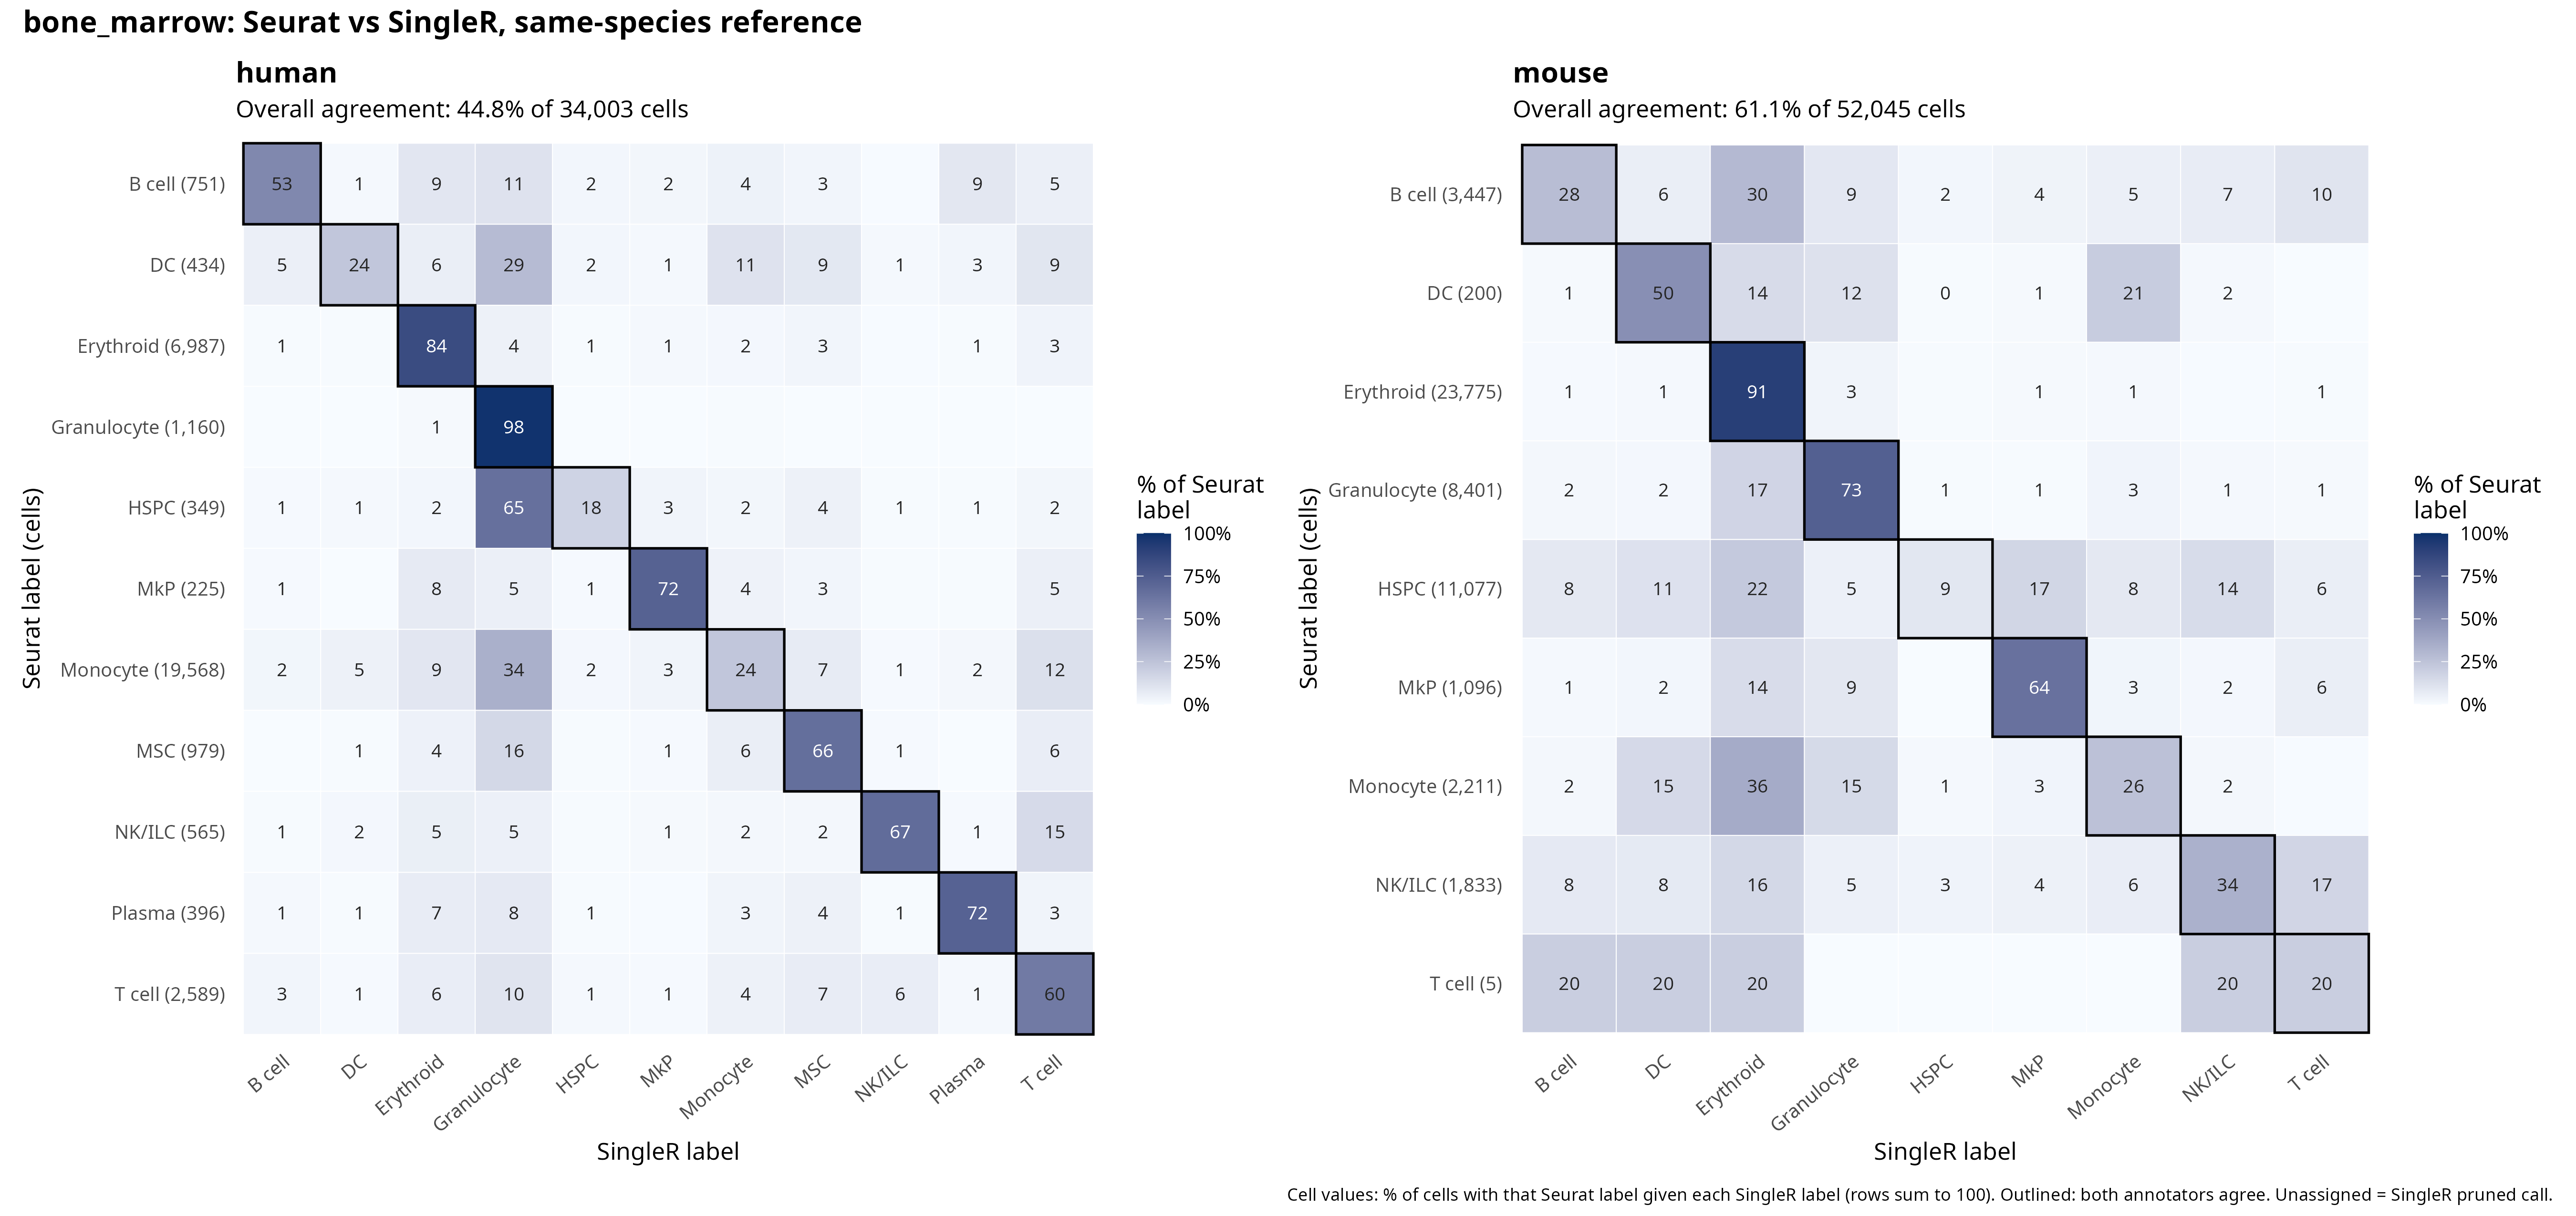 bone_marrow: Seurat vs SingleR, same-species reference
human
Overall agreement: 44.8% of 34,003 cells
Seurat label (cells)
B cell (751) 53 1 9 11 2 2 4 3 9 5
DC (434) 5 24 6 29 2 1 11 9 1 3 9
Erythroid (6,987) 1 84 4 1 1 2 3 1 3
Granulocyte (1,160) 1 98
HSPC (349) 1 1 2 65 18 3 2 4 1 1 2
MkP (225) 1 8 5 1 72 4 3 5
Monocyte (19,568) 2 5 9 34 2 3 24 7 1 2 12
MSC (979) 1 4 16 1 6 66 1 6
NK/ILC (565) 1 2 5 5 1 2 2 67 1 15
Plasma (396) 1 1 7 8 1 3 4 1 72 3
T cell (2,589) 3 1 6 10 1 1 4 7 6 1 60
B cell DC Erythroid Granulocyte HSPC MkP Monocyte MSC NK/ILC Plasma T cell
SingleR label
% of Seurat
label
100%
75%
50%
25%
0%
mouse
Overall agreement: 61.1% of 52,045 cells
Seurat label (cells)
B cell (3,447) 28 6 30 9 2 4 5 7 10
DC (200) 1 50 14 12 0 1 21 2
Erythroid (23,775) 1 1 91 3 1 1 1
Granulocyte (8,401) 2 2 17 73 1 1 3 1 1
HSPC (11,077) 8 11 22 5 9 17 8 14 6
MkP (1,096) 1 2 14 9 64 3 2 6
Monocyte (2,211) 2 15 36 15 1 3 26 2
NK/ILC (1,833) 8 8 16 5 3 4 6 34 17
T cell (5) 20 20 20 20 20
B cell DC Erythroid Granulocyte HSPC MkP Monocyte NK/ILC T cell
SingleR label
% of Seurat
label
100%
75%
50%
25%
0%
Cell values: % of cells with that Seurat label given each SingleR label (rows sum to 100). Outlined: both annotators agree. Unassigned = SingleR pruned call.